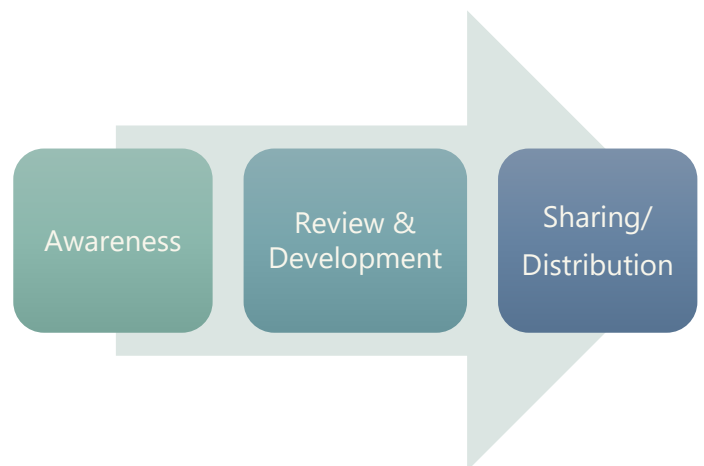 Awareness
Review &
Development
Sharing/
Distribution